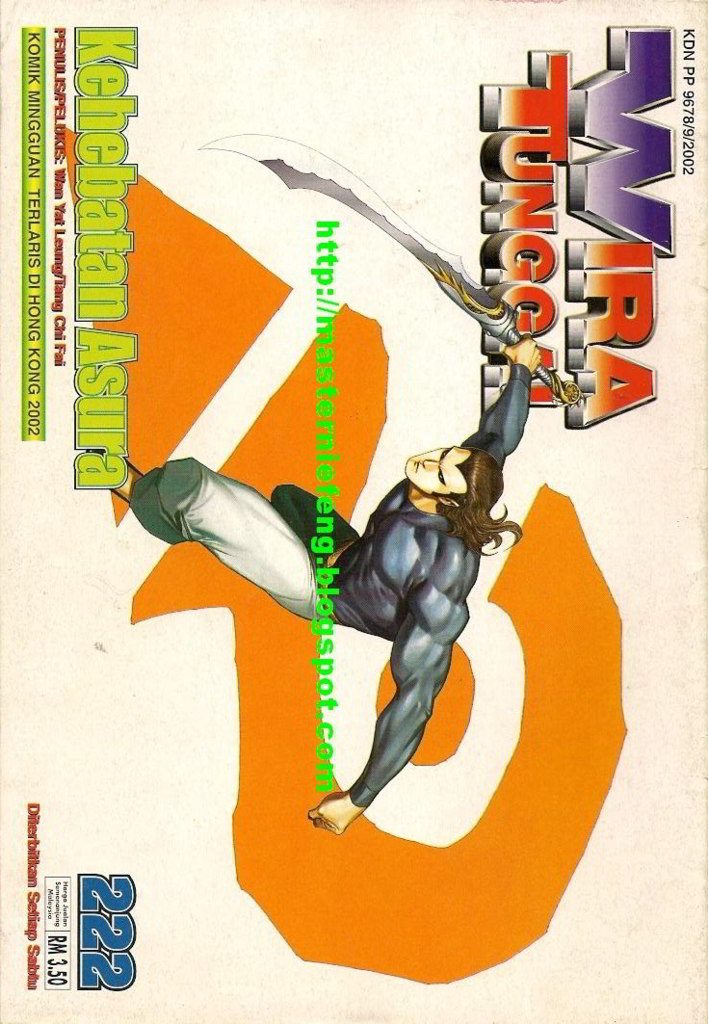 KDN PP 9678/9/2002
WIRA
TUNGGAL
http://masterniefeng.blogspot.com
Kehebatan Asura
PENULIS/PELUKIS: Wan Yat Leung/Tang Chi Fai
KOMIK MINGGUAN TERLARIS DI HONG KONG 2002
222
Harga Jualan
Semenanjung
Malaysia
RM 3.50
Diterbitkan Setiap Sabtu